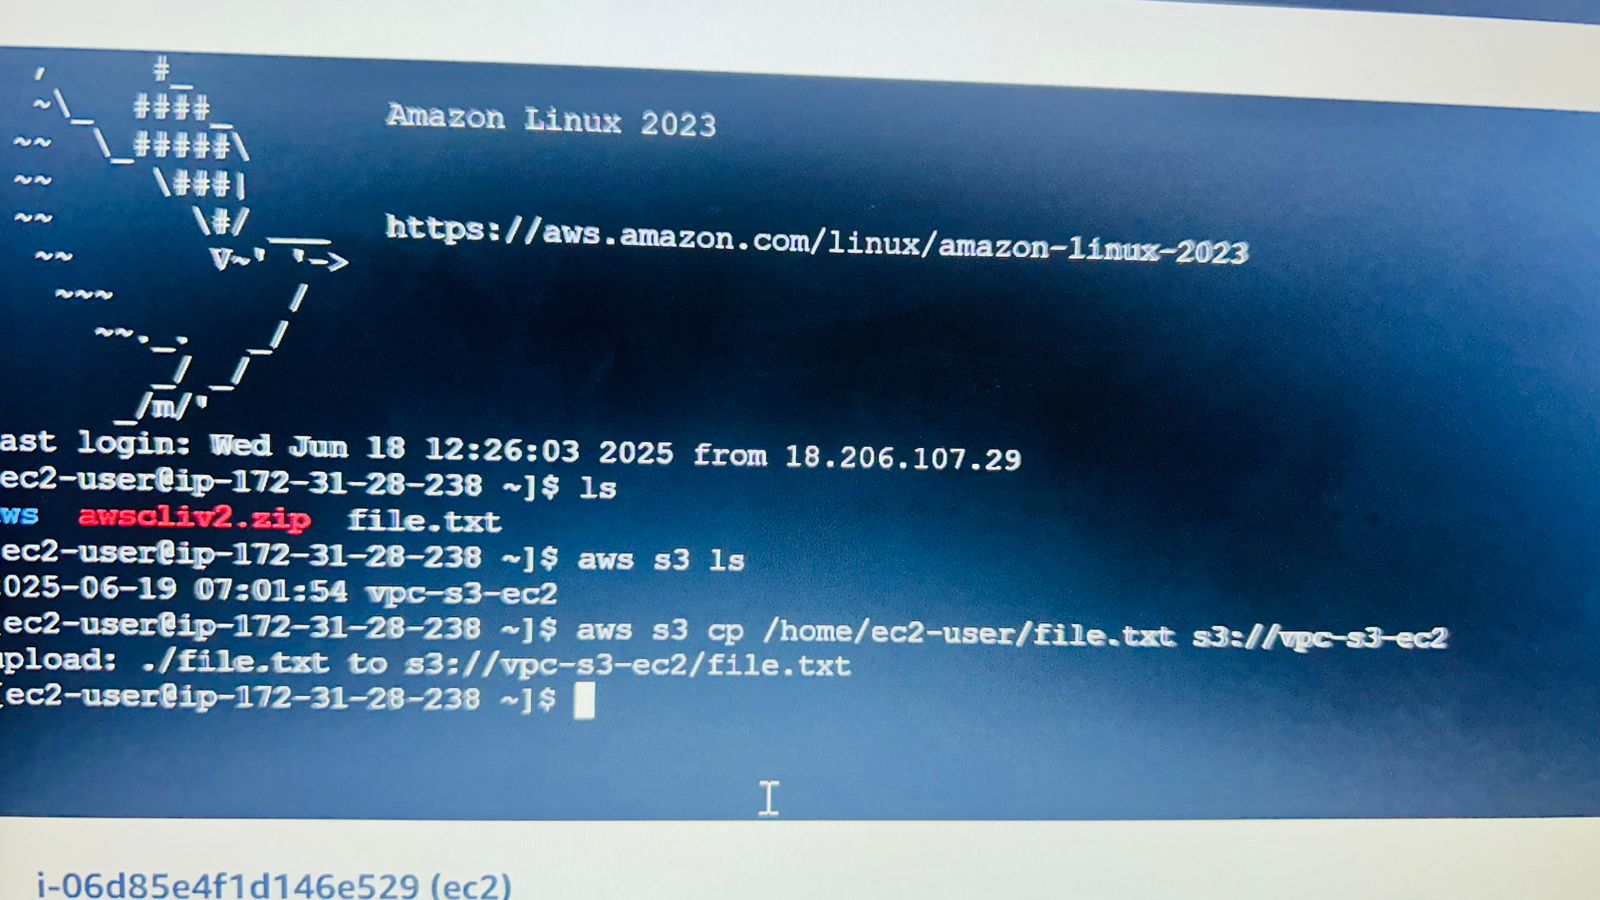 Amazon Linux 2023
https://aws.amazon.com/linux/amazon-linux-2023
ast login: Wed Jun 18 12:26:03 2025 from 18.206.107.29
ec2-user@ip-172-31-28-238 ~]$ ls
ws awscliv2.zip file.txt
ec2-user@ip-172-31-28-238 ~]$ aws s3 ls
025-06-19 07:01:54 vpc-s3-ec2
ec2-user@ip-172-31-28-238 ~]$ aws s3 cp /home/ec2-user/file.txt s3://vpc-s3-ec2
pload: ./file.txt to s3://vpc-s3-ec2/file.txt
[ec2-user@ip-172-31-28-238 ~]$
i-06d85e4f1d146e529 (ec2)